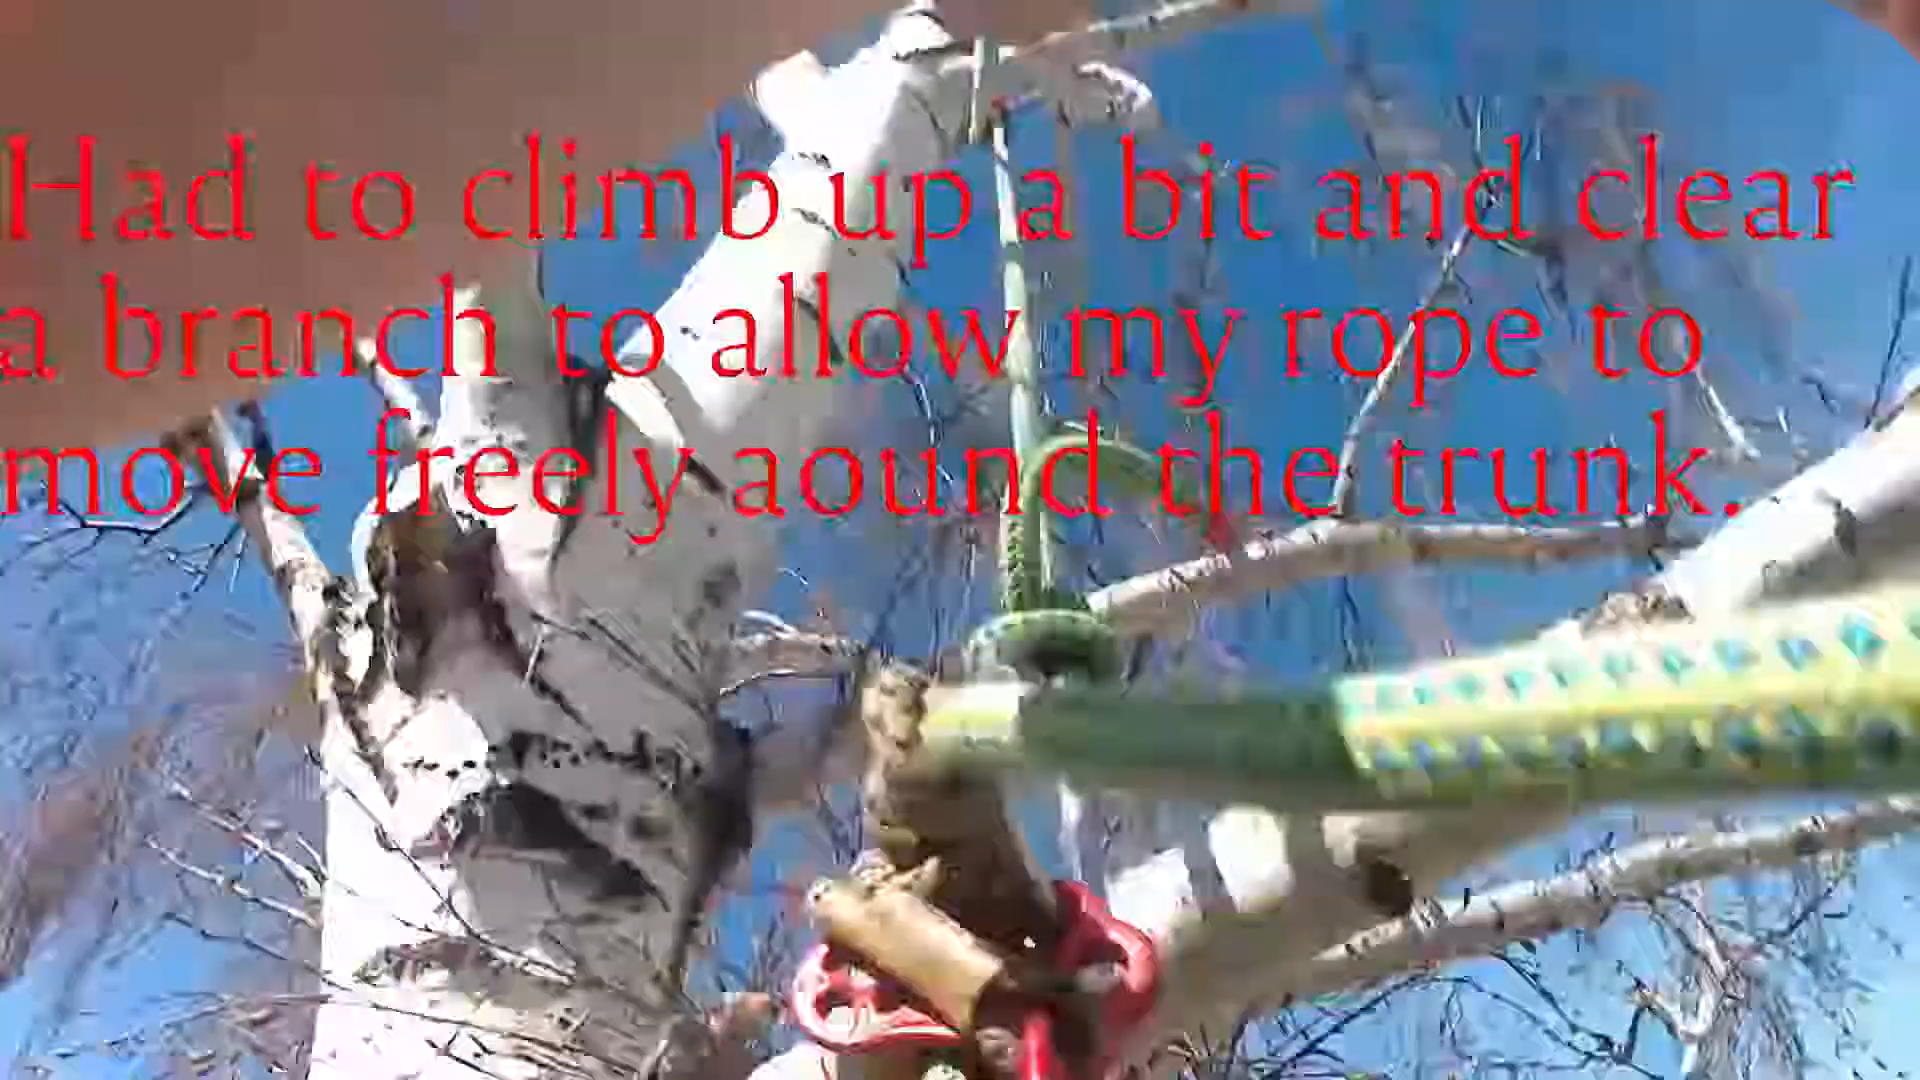 Had to climb up a bit and clear
a branch to allow my rope to
move freely aound the trunk.